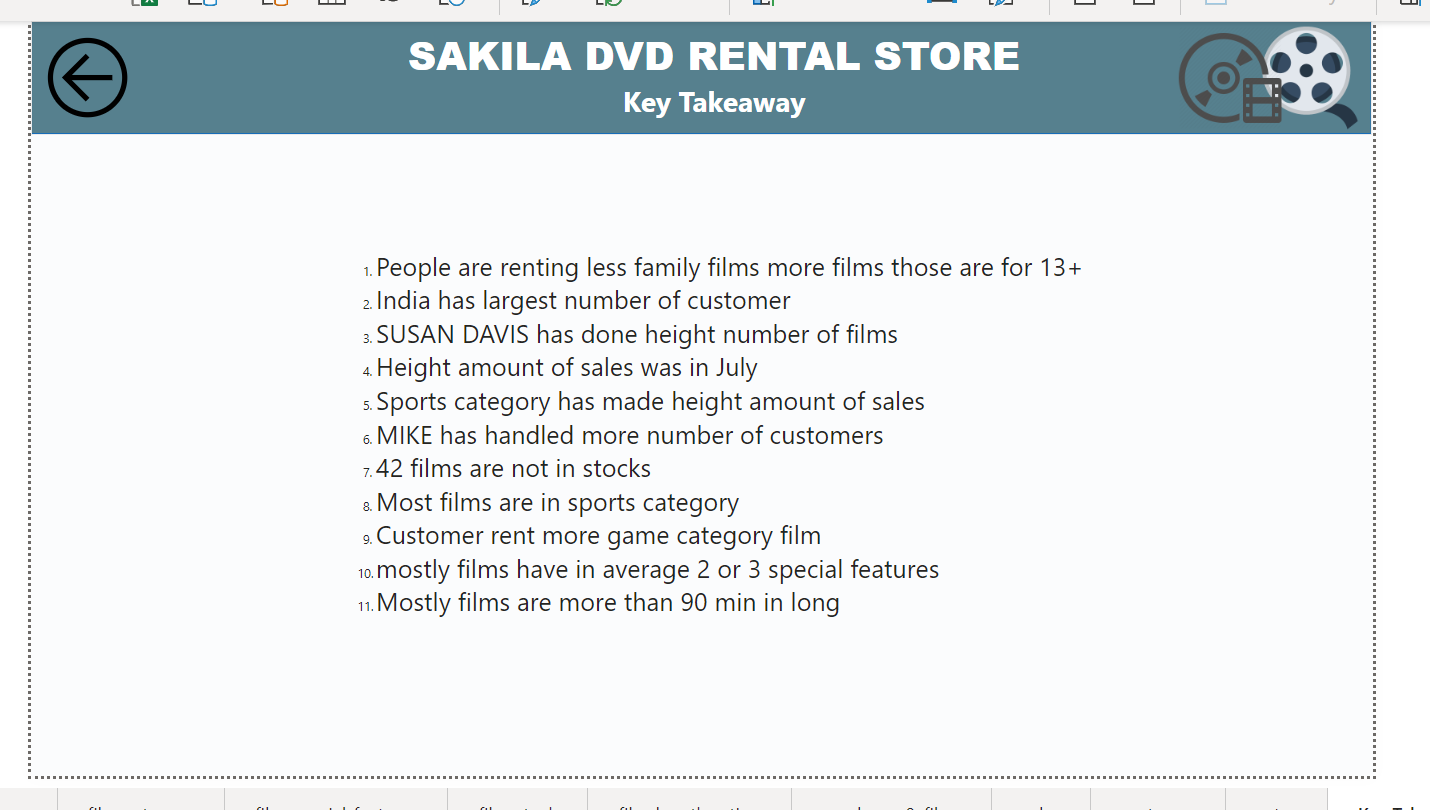 SAKILA DVD RENTAL STORE
Key Takeaway
1. People are renting less family films more films those are for 13+
2. India has largest number of customer
3. SUSAN DAVIS has done height number of films
4. Height amount of sales was in July
5. Sports category has made height amount of sales
6. MIKE has handled more number of customers
7. 42 films are not in stocks
8. Most films are in sports category
9. Customer rent more game category film
10. mostly films have in average 2 or 3 special features
11. Mostly films are more than 90 min in long